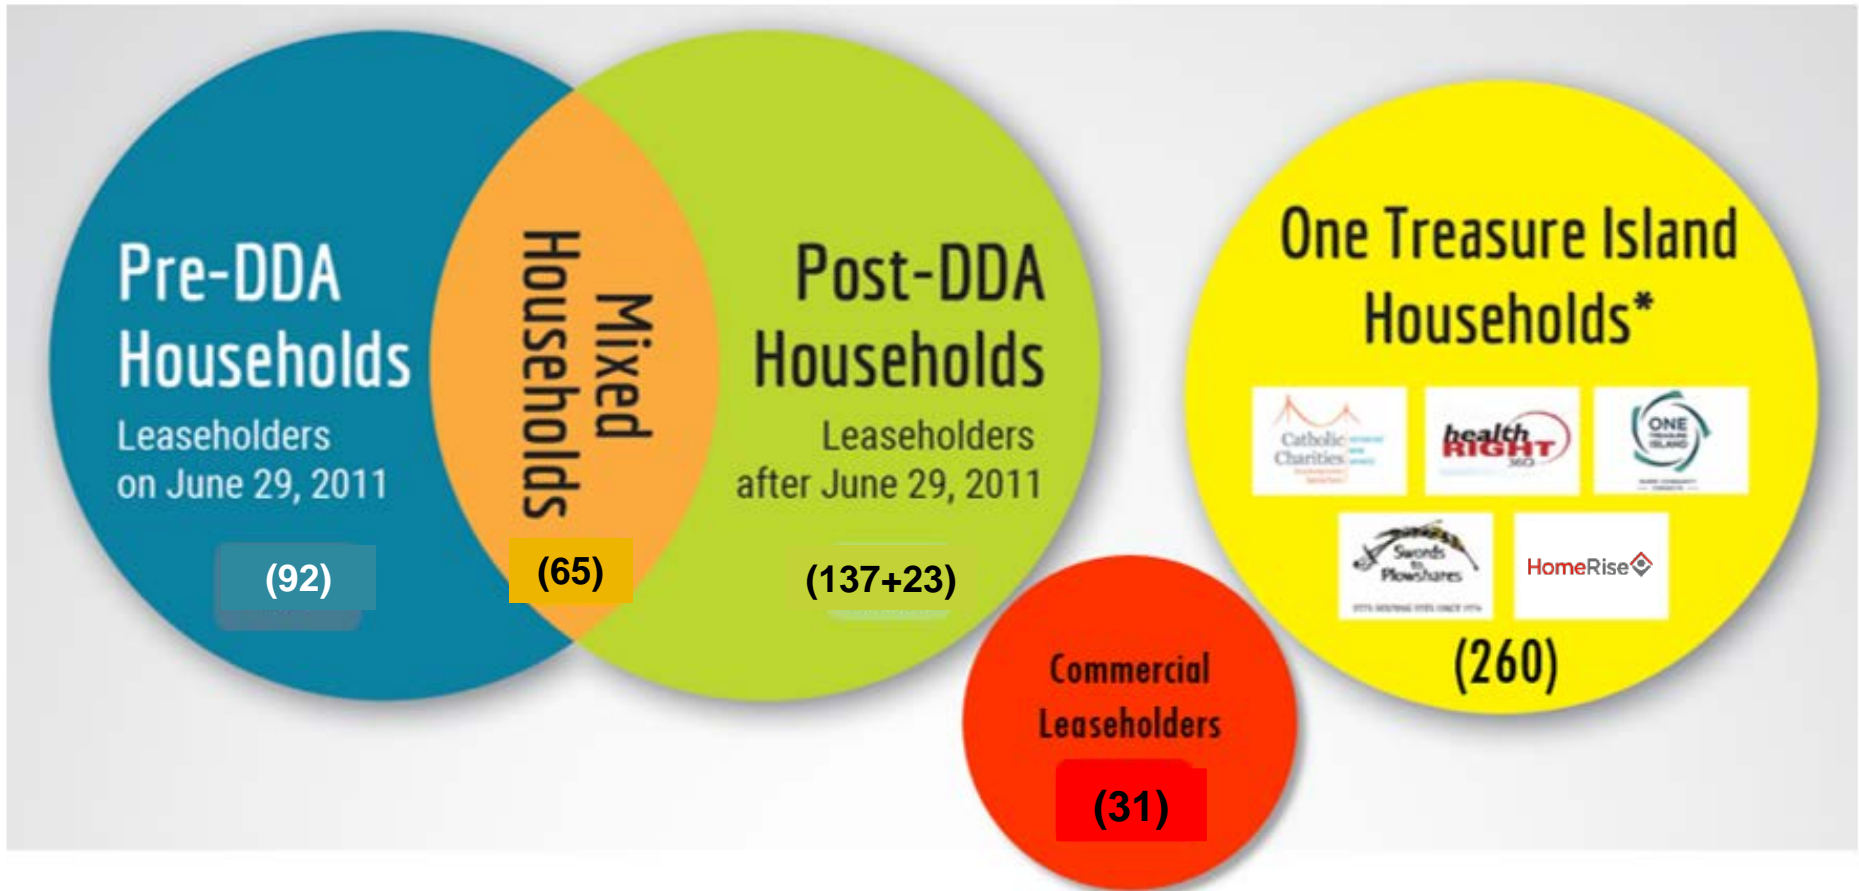 Pre-DDA
Households
Leaseholders
on June 29, 2011
(92)
Mixed
Households
(65)
Post-DDA
Households
Leaseholders
after June 29, 2011
(137+23)
Commercial
Leaseholders
(31)
One Treasure Island
Households*
Catholic
Charities
health
RIGHT
360
ONE
TREASURE
ISLAND
Swords
to
Plowshares
HomeRise
(260)